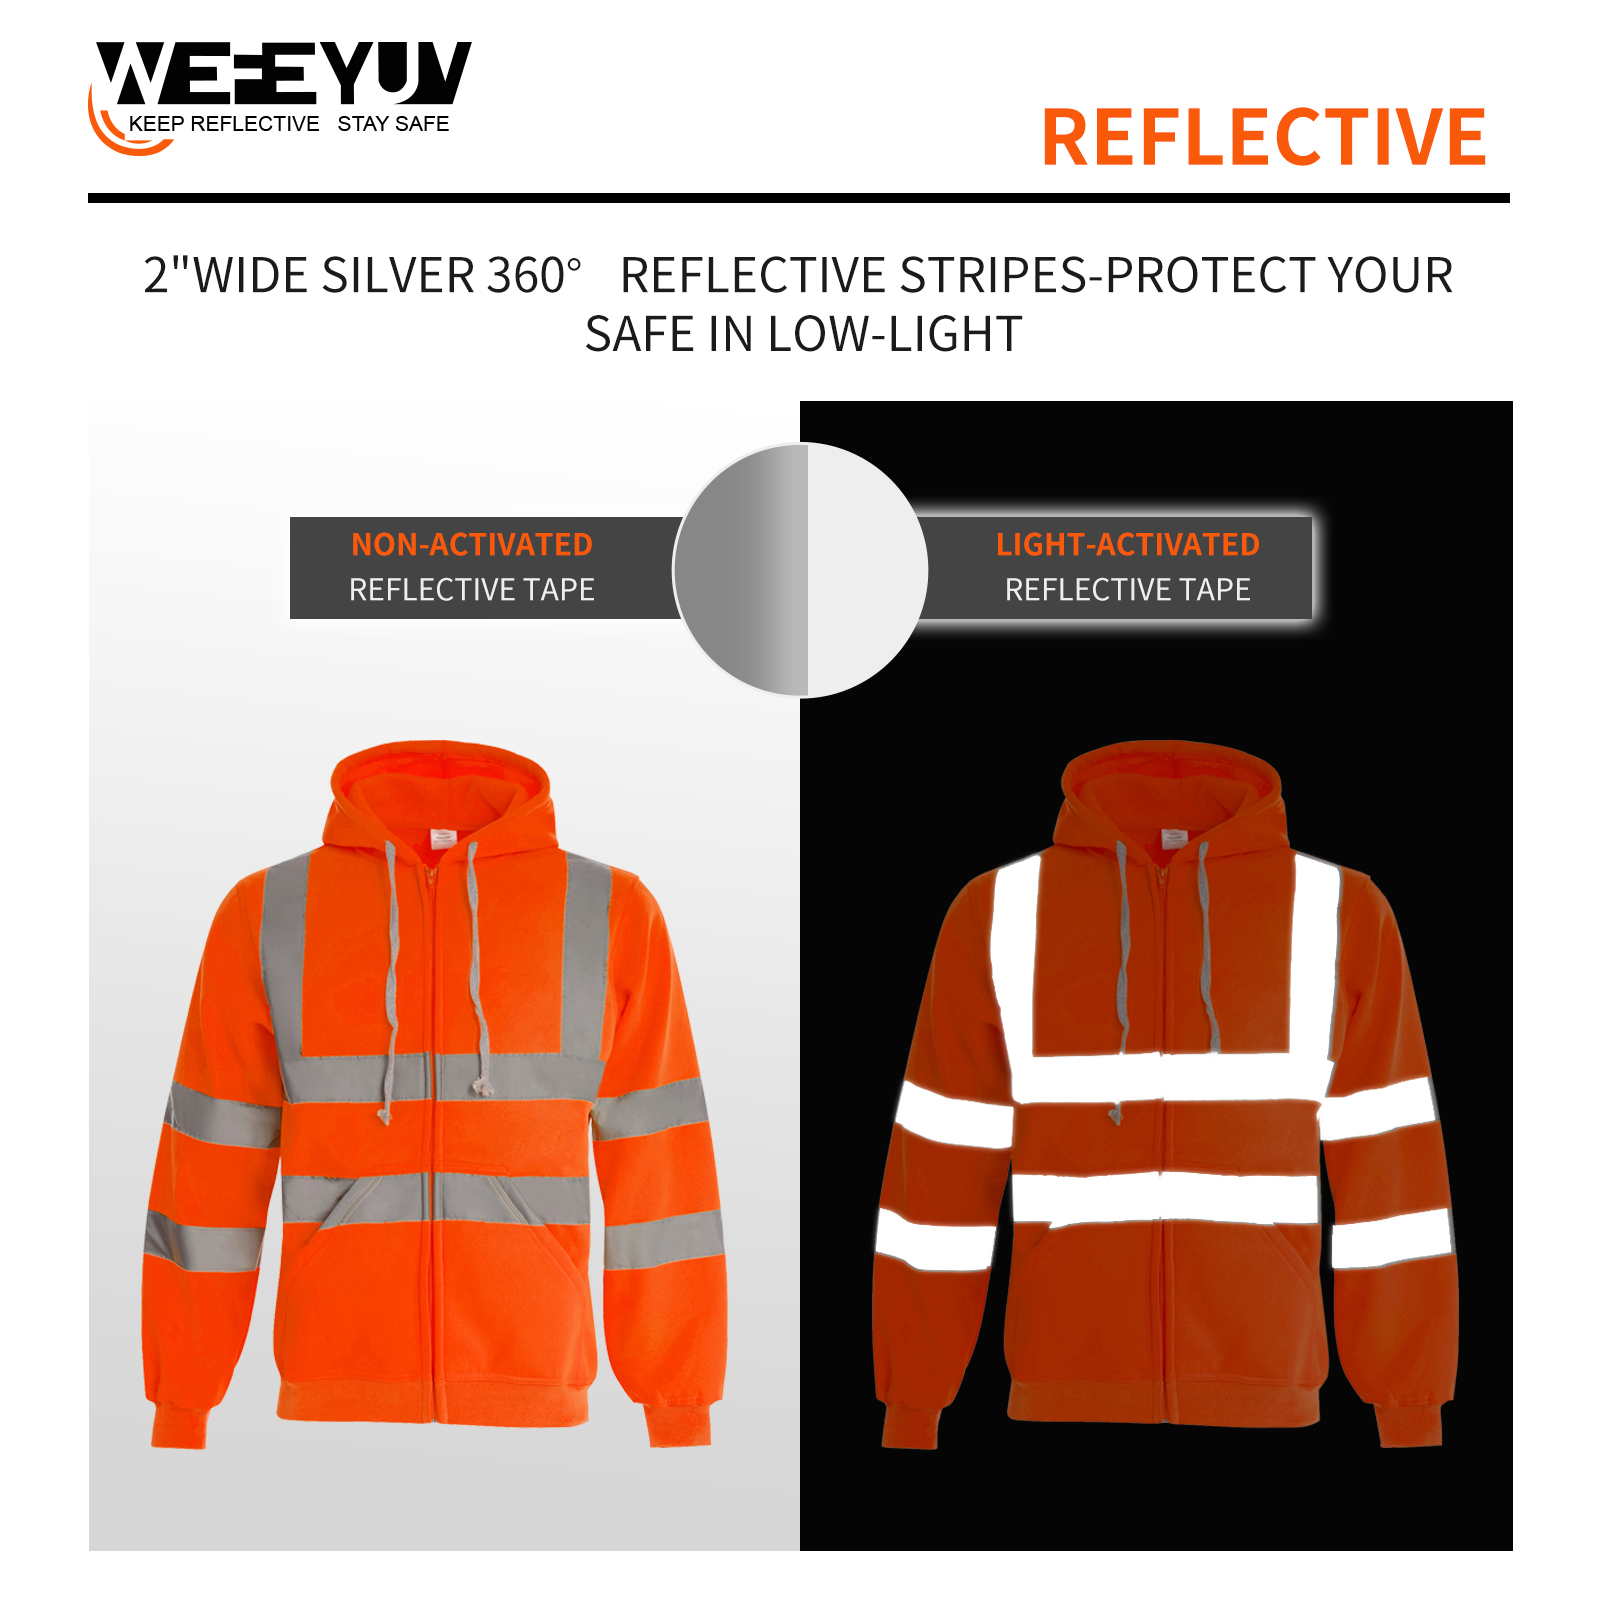 WEFEYUV
KEEP REFLECTIVE STAY SAFE
REFLECTIVE
2"WIDE SILVER 360° REFLECTIVE STRIPES-PROTECT YOUR
SAFE IN LOW-LIGHT
NON-ACTIVATED
REFLECTIVE TAPE
LIGHT-ACTIVATED
REFLECTIVE TAPE